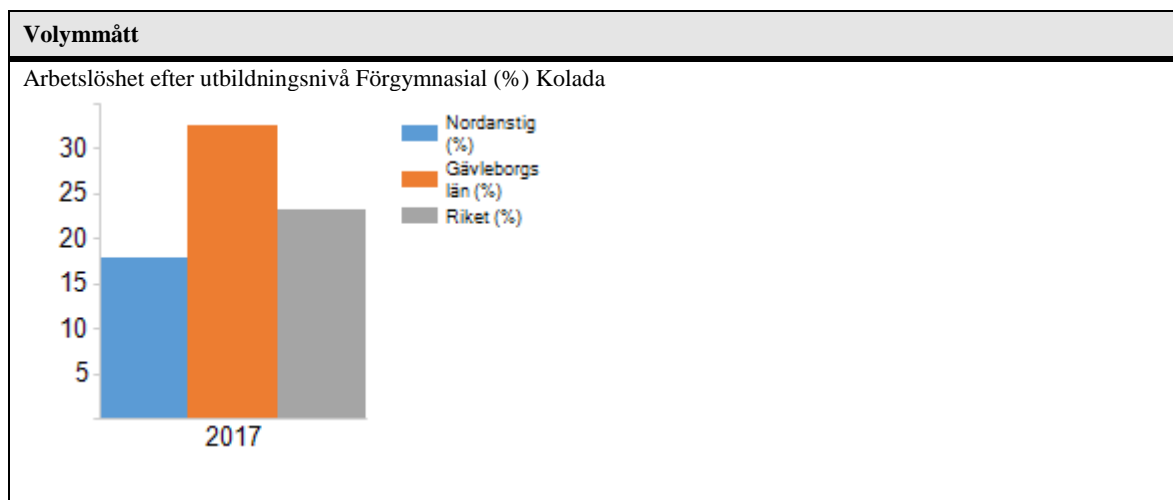 Volymmått
Arbetslöshet efter utbildningsnivå Förgymnasial (%) Kolada
30
25
20
15
10
5
2017
Nordanstig
(%)
Gävleborgs
län (%)
Riket (%)